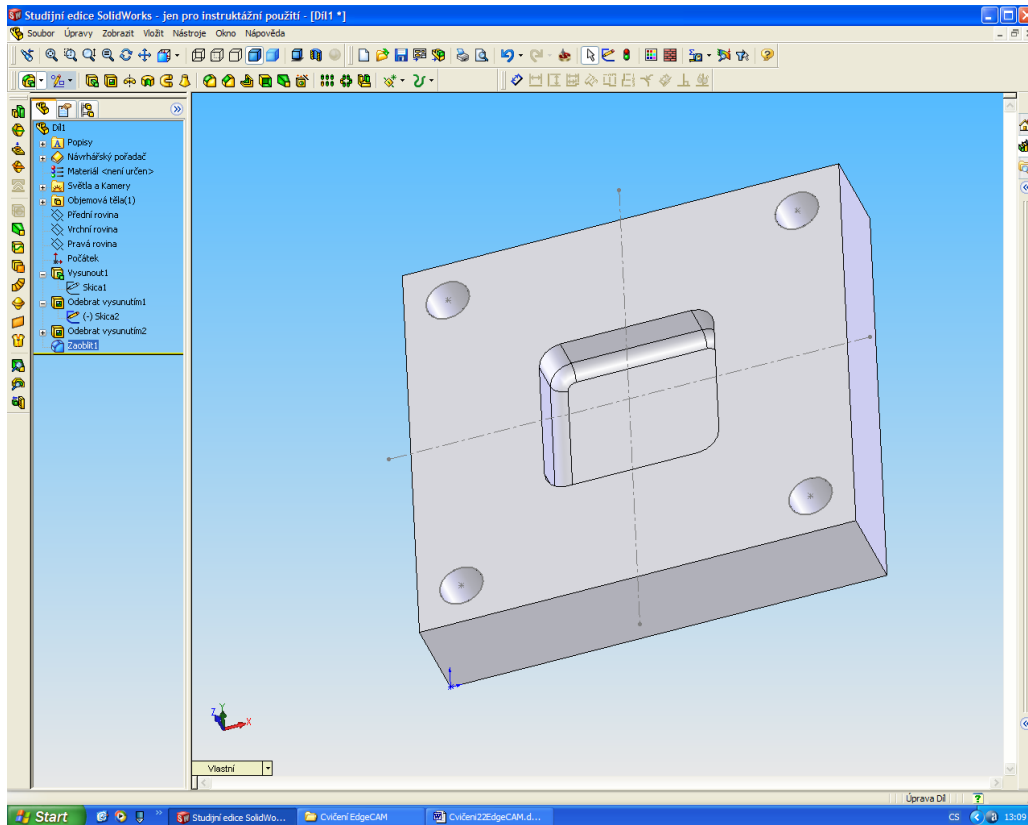 Studijní edice SolidWorks - jen pro instruktážní použití - [Díl1 *]
Soubor Úpravy Zobrazit Vložit Nástroje Okno Nápověda
Díl1
Popisy
Návrhářský pořadač
Materiál <není určen>
Světla a Kamery
Objemová těla(1)
Přední rovina
Vrchní rovina
Pravá rovina
Počátek
Vysunout1
Skica1
Odebrat vysunutím1
(-) Skica2
Odebrat vysunutím2
Zaoblit1
Z Y X
Vlastní
Úprava Díl
Start
Studijní edice SolidWo...
Cvičení EdgeCAM
Cvičeni22EdgeCAM.d...
CS
13:09